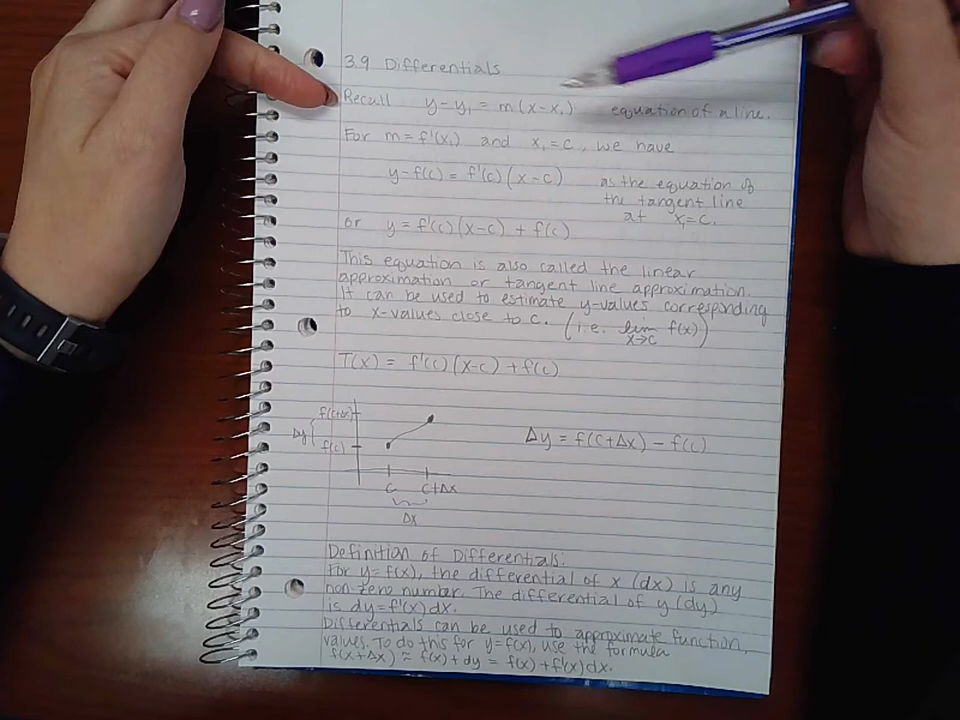 3.9 Differentials
Recall y-y₁ = m(x-x₁) equation of a line.
For m=f'(x₁) and x₁=c, we have
y-f(c) = f'(c)(x-c) as the equation of
the tangent line
at x₁=c.
or y = f'(c)(x-c) + f(c)
This equation is also called the linear
approximation or tangent line approximation.
It can be used to estimate y-values corresponding
to x-values close to c. (i.e. lim f(x))
x→c
T(x) = f'(c)(x-c) + f(c)
f(c+Δx)
Δy { Δy = f(c+Δx) - f(c)
f(c)
c c+Δx
Δx
Definition of Differentials:
For y=f(x), the differential of x (dx) is any
non-zero number. The differential of y (dy)
is dy=f'(x)dx.
Differentials can be used to approximate function
values. To do this for y=f(x), use the formula
f(x+Δx) ≈ f(x)+dy = f(x)+f'(x)dx.